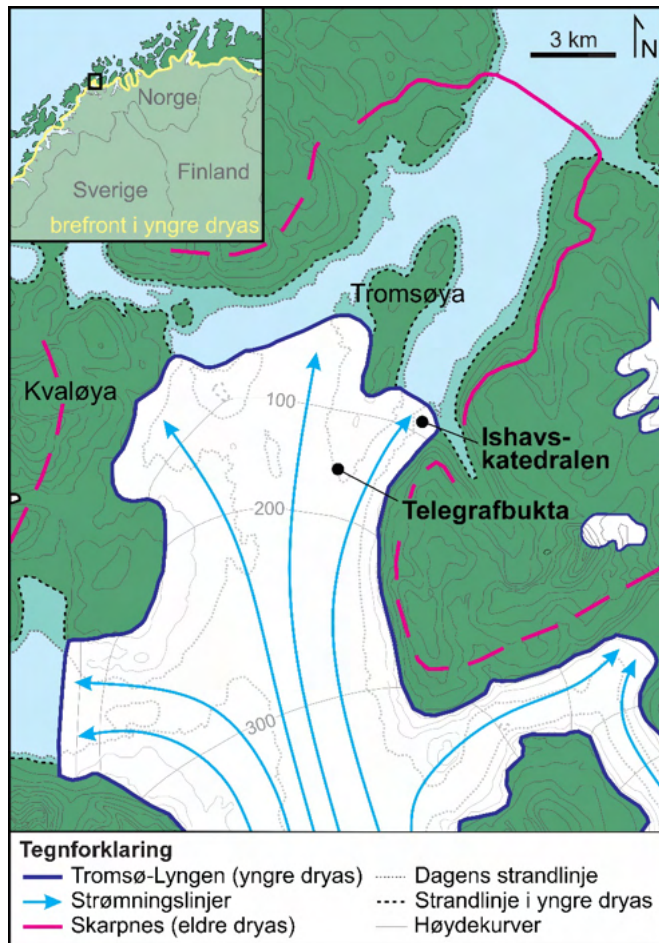 3 km
N
Norge
Finland
Sverige
brefront i yngre dryas
Tromsøya
Kvaløya
100
Ishavs-
katedralen
Telegrafbukta
200
300
Tegnforklaring
Tromsø-Lyngen (yngre dryas)
Strømningslinjer
Skarpnes (eldre dryas)
Dagens strandlinje
Strandlinje i yngre dryas
Høydekurver